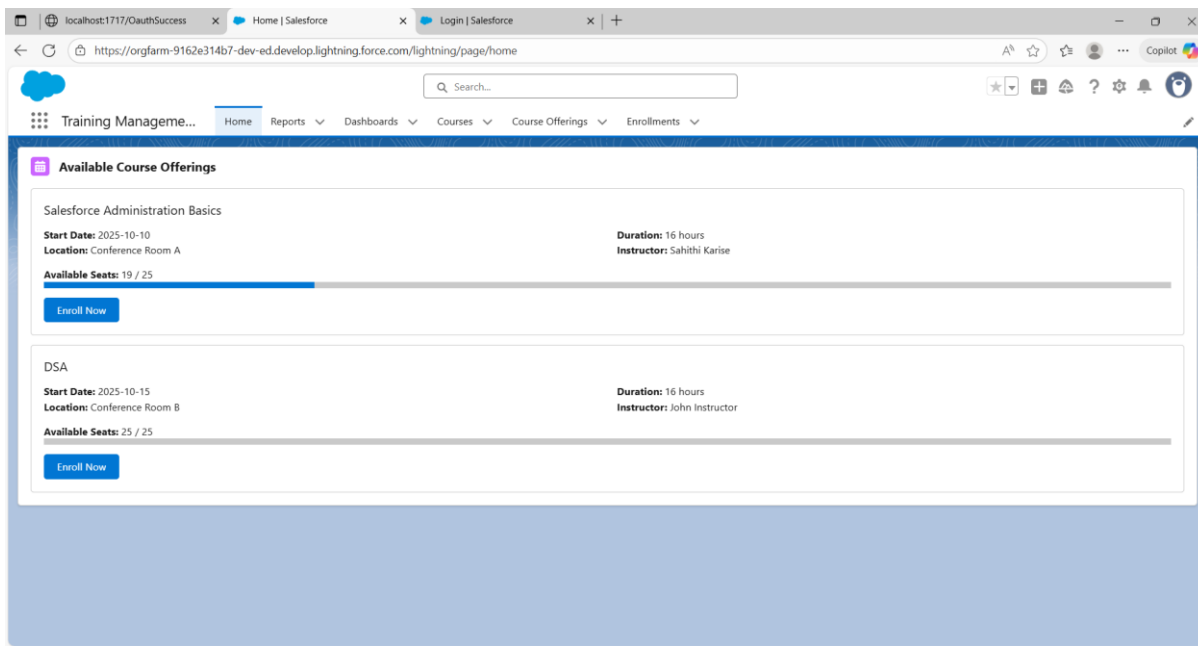 localhost:1717/OauthSuccess
Home | Salesforce
Login | Salesforce
https://orgfarm-9162e314b7-dev-ed.develop.lightning.force.com/lightning/page/home
Copilot
Search...
Training Manageme... Home Reports Dashboards Courses Course Offerings Enrollments
Available Course Offerings
Salesforce Administration Basics
Start Date: 2025-10-10 Duration: 16 hours
Location: Conference Room A Instructor: Sahithi Karise
Available Seats: 19 / 25
Enroll Now
DSA
Start Date: 2025-10-15 Duration: 16 hours
Location: Conference Room B Instructor: John Instructor
Available Seats: 25 / 25
Enroll Now